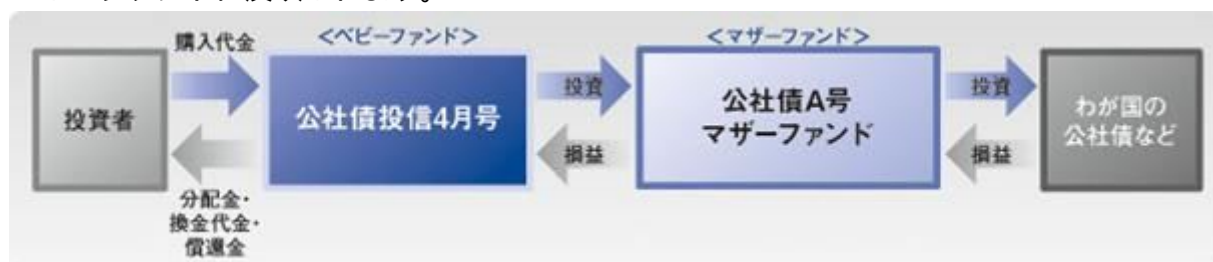 購入代金
＜ベビーファンド＞
＜マザーファンド＞
投資者
公社債投信4月号
投資
公社債A号
マザーファンド
投資
わが国の
公社債など
損益
損益
分配金・
換金代金・
償還金